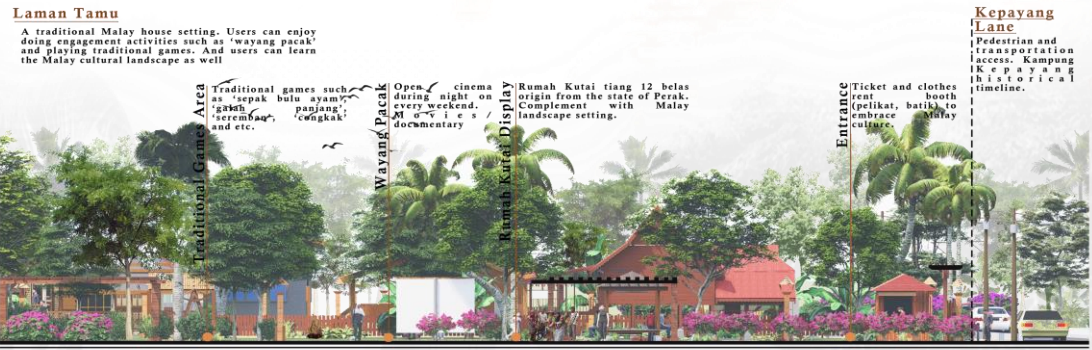 Laman Tamu
A traditional Malay house setting. Users can enjoy
doing engagement activities such as ‘wayang pacak’
and playing traditional games. And users can learn
the Malay cultural landscape as well
Traditional Games Area
Traditional games such
as ‘sepak bulu ayam’,
‘galah panjang’,
‘seremban’, ‘congkak’
and etc.
Wayang Pacak
Open cinema
during night on
every weekend.
Movies/
documentary
Rumah Kutai Display
Rumah Kutai tiang 12 belas
origin from the state of Perak.
Complement with Malay
landscape setting.
Entrance
Ticket and clothes
rent booth
(pelikat, batik) to
embrace Malay
culture.
Kepayang
Lane
Pedestrian and
transportation
access. Kampung
Kepayang
historical
timeline.